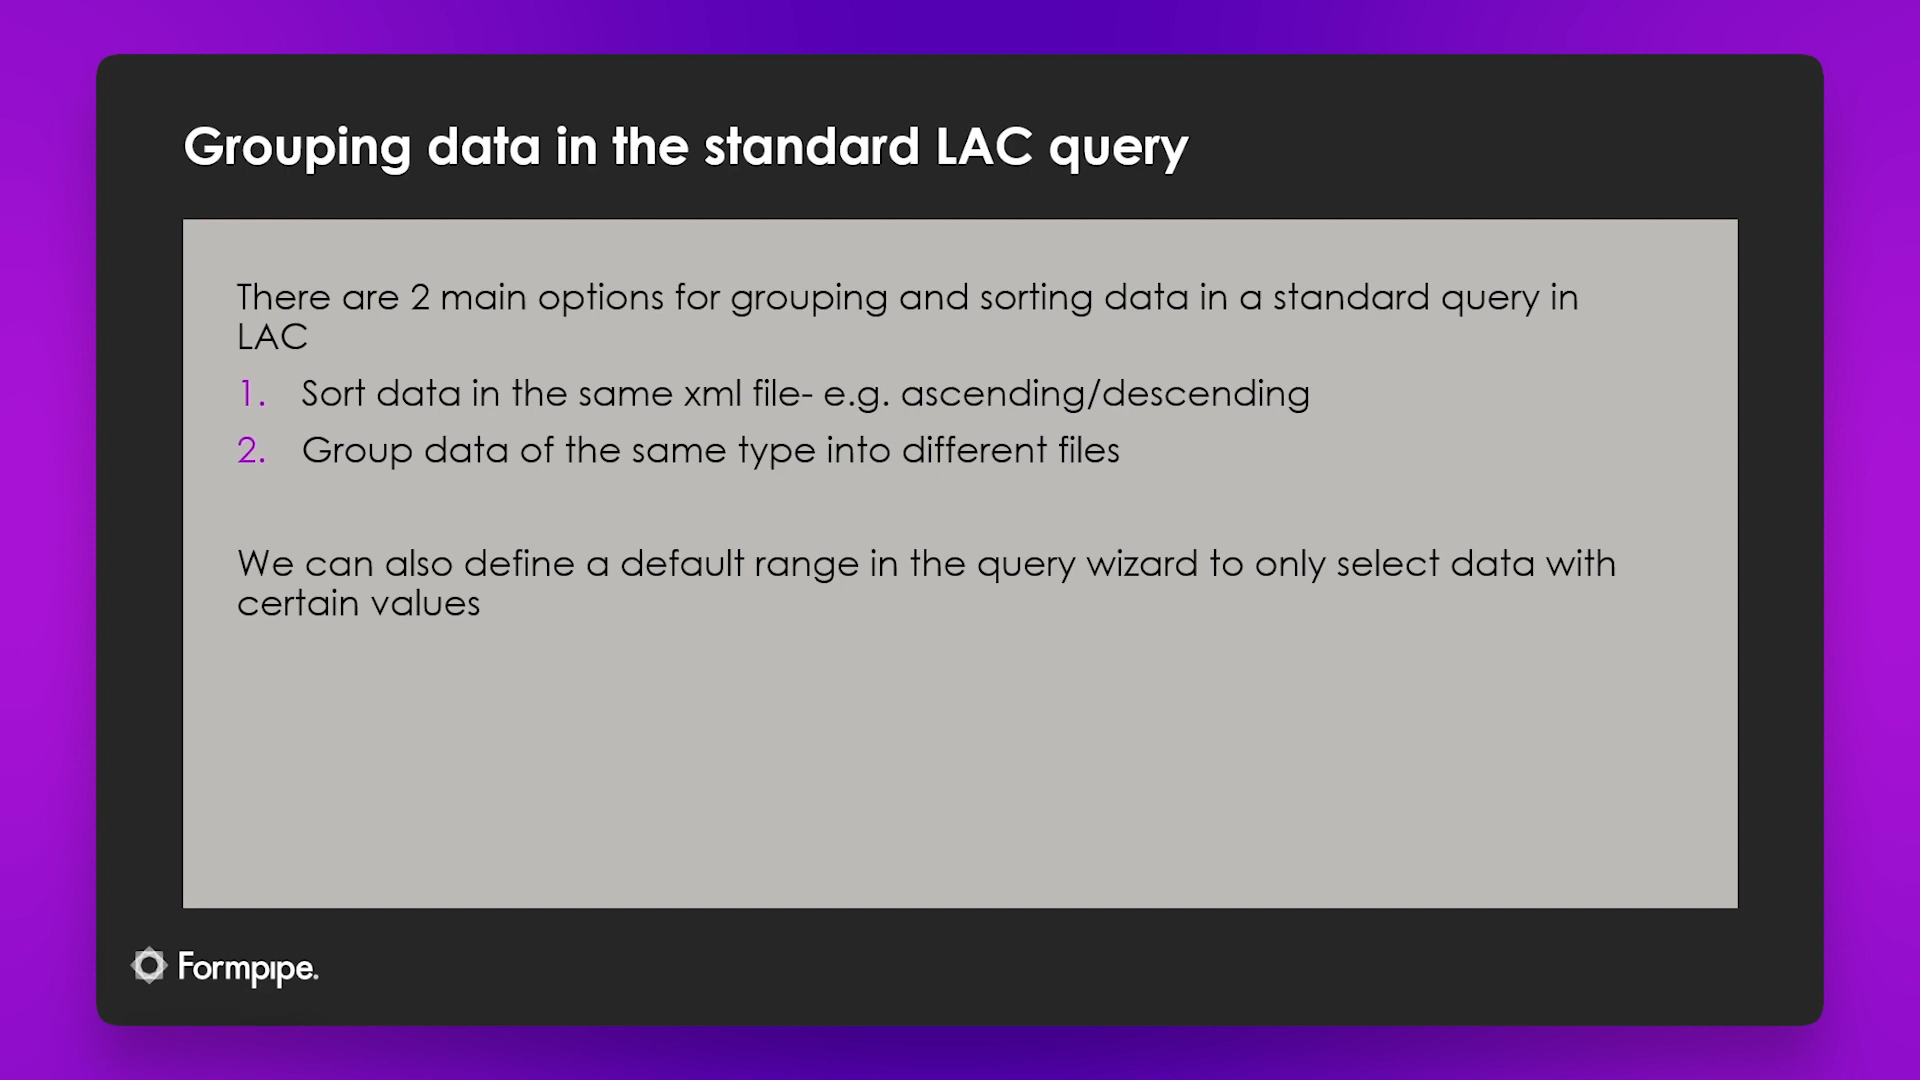 Grouping data in the standard LAC query
There are 2 main options for grouping and sorting data in a standard query in
LAC
1. Sort data in the same xml file- e.g. ascending/descending
2. Group data of the same type into different files
We can also define a default range in the query wizard to only select data with
certain values
Formpipe.